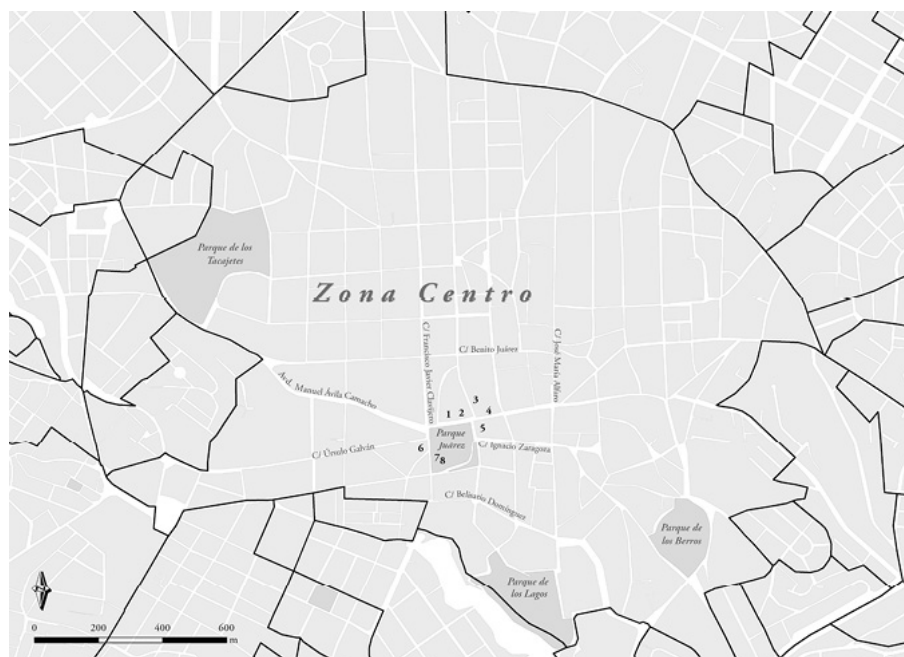 Parque de los
Tacajetes
Zona Centro
C/ Francisco Javier Clavijero
C/ Benito Juárez
C/ José María Alfaro
Avd. Manuel Ávila Camacho
3
1
2
4
5
Parque
Juárez
6
C/ Úrsulo Galván
C/ Ignacio Zaragoza
7
8
C/ Belisario Domínguez
Parque de
los Berros
Parque de
los Lagos
0
200
400
600
m